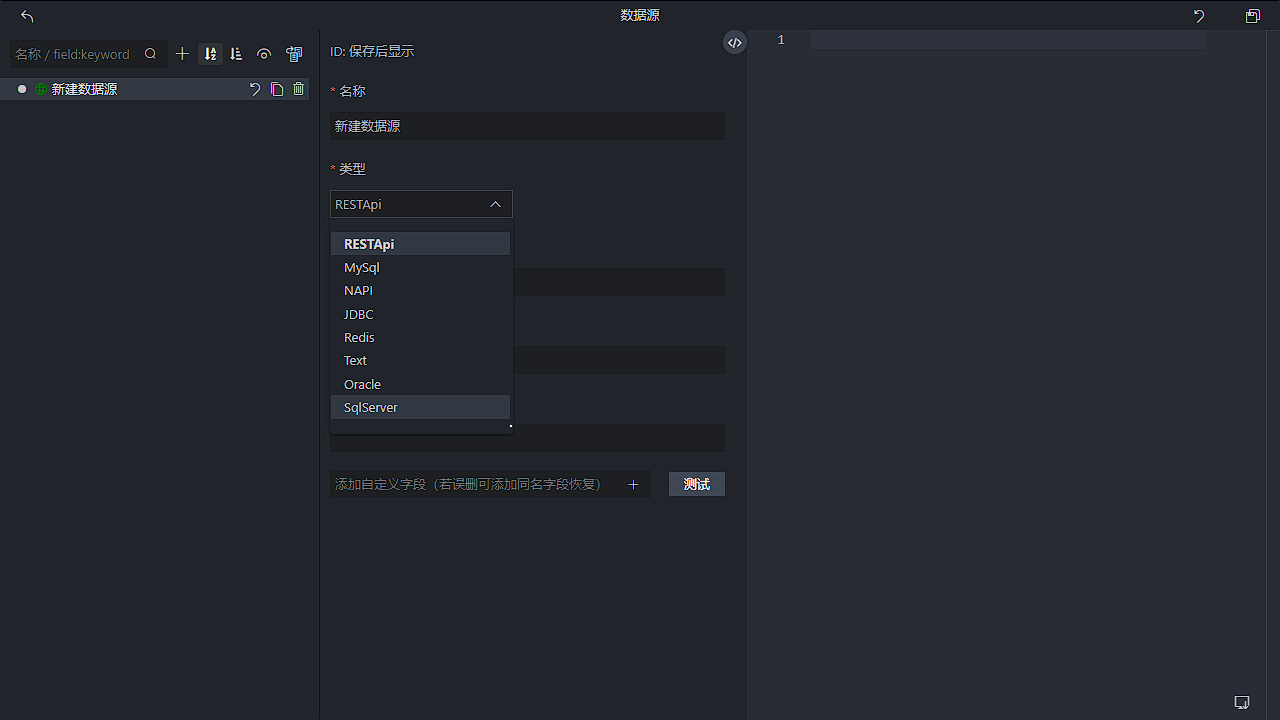 数据源
名称 / field:keyword
新建数据源
ID: 保存后显示
* 名称
新建数据源
* 类型
RESTApi
RESTApi
MySql
NAPI
JDBC
Redis
Text
Oracle
SqlServer
添加自定义字段（若误删可添加同名字段恢复）
测试
1